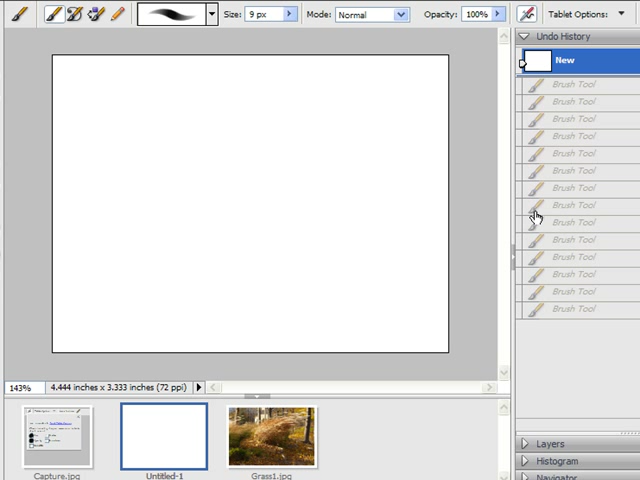 Size: 9 px Mode: Normal Opacity: 100% Tablet Options:
Undo History
New
Brush Tool
Brush Tool
Brush Tool
Brush Tool
Brush Tool
Brush Tool
Brush Tool
Brush Tool
Brush Tool
Brush Tool
Brush Tool
Brush Tool
Brush Tool
Brush Tool
143% 4.444 inches x 3.333 inches (72 ppi)
Capture.jpg Untitled-1 Grass1.jpg
Layers
Histogram
Navigator